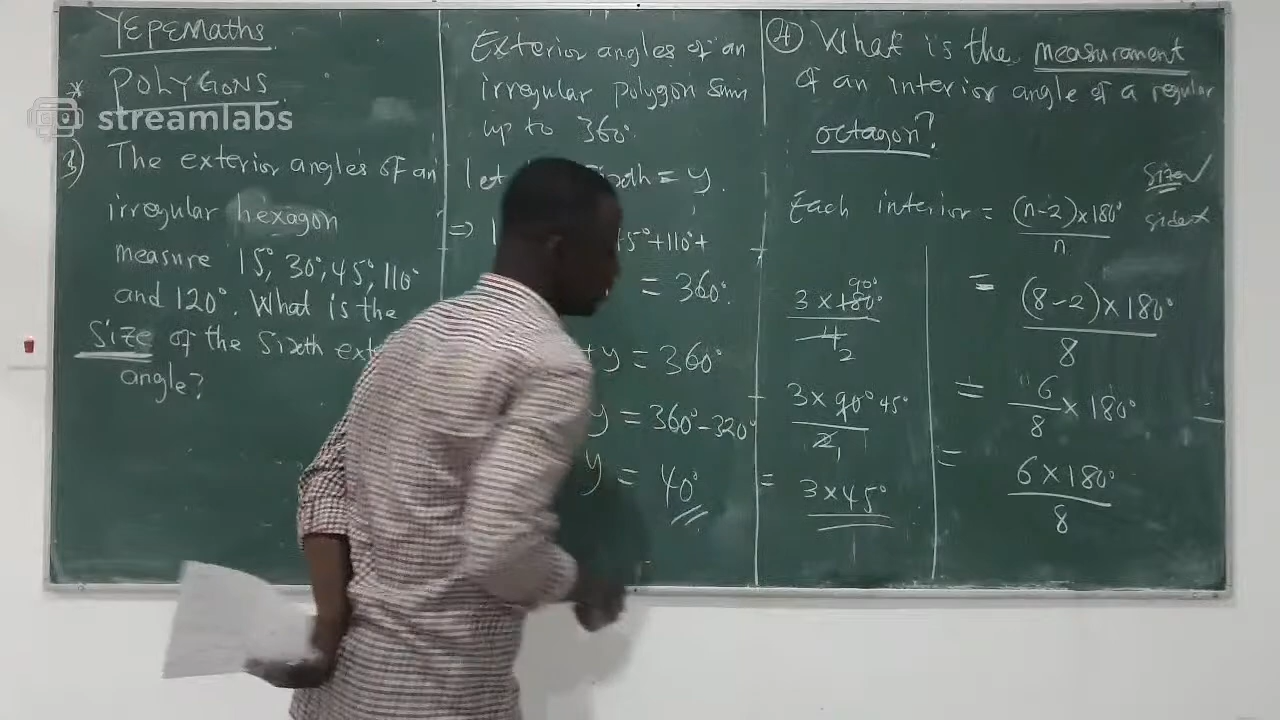 YEPEMaths
* POLYGONS
streamlabs
3) The exterior angles of an
irregular hexagon
measure 15°, 30°, 45°, 110°
and 120°. What is the
size of the sixth ext
angle?
Exterior angles of an
irregular polygon sum
up to 360°.
let = y.
=> 1 +110°+
= 360°.
+y = 360°
y = 360°-320°
y = 40°
4) What is the measurament
of an interior angle of a regular
octagon?
size ✓
sides x
Each interior = (n-2)×180°
n
= (8-2)×180°
8
= 6 × 180°
8
= 6×180°
8
90°
3×180°
4
2
3×90° 45°
2 1
= 3×45°